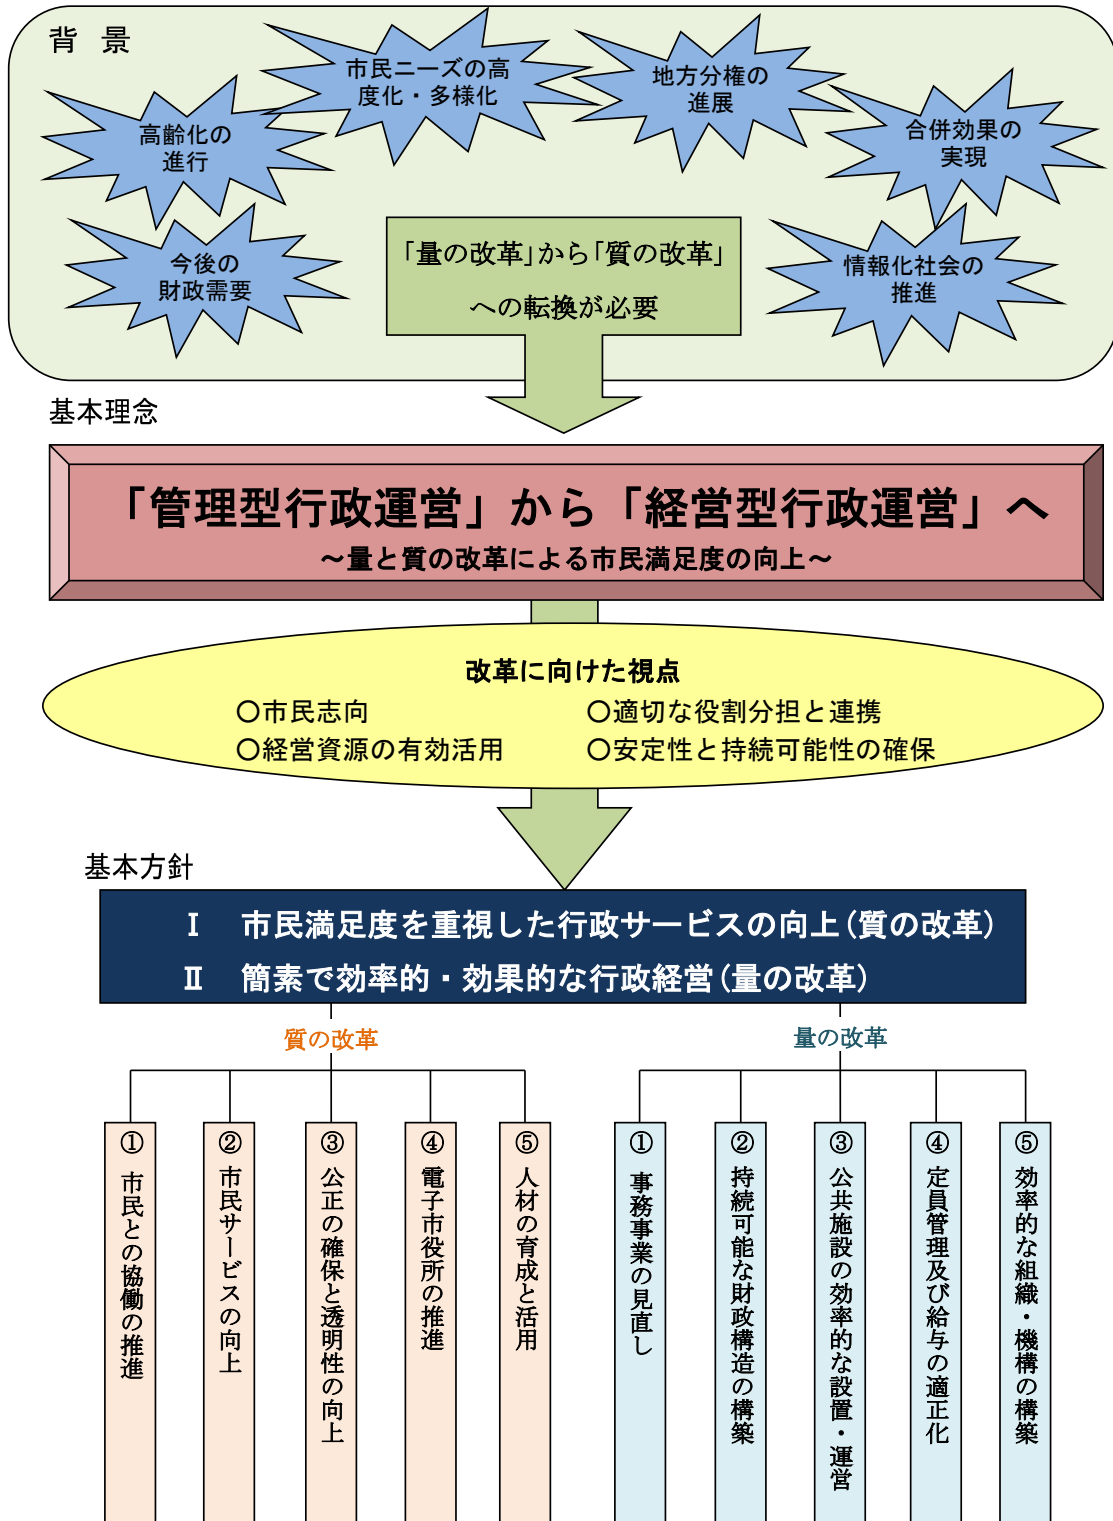 背 景
市民ニーズの高
度化・多様化
地方分権の
進展
高齢化の
進行
合併効果の
実現
今後の
財政需要
「量の改革」から「質の改革」
への転換が必要
情報化社会の
推進
基本理念
「管理型行政運営」から「経営型行政運営」へ
～量と質の改革による市民満足度の向上～
改革に向けた視点
○市民志向
○適切な役割分担と連携
○経営資源の有効活用
○安定性と持続可能性の確保
基本方針
Ⅰ 市民満足度を重視した行政サービスの向上（質の改革）
Ⅱ 簡素で効率的・効果的な行政経営（量の改革）
質の改革
量の改革
① 市民との協働の推進
② 市民サービスの向上
③ 公正の確保と透明性の向上
④ 電子市役所の推進
⑤ 人材の育成と活用
① 事務事業の見直し
② 持続可能な財政構造の構築
③ 公共施設の効率的な設置・運営
④ 定員管理及び給与の適正化
⑤ 効率的な組織・機構の構築